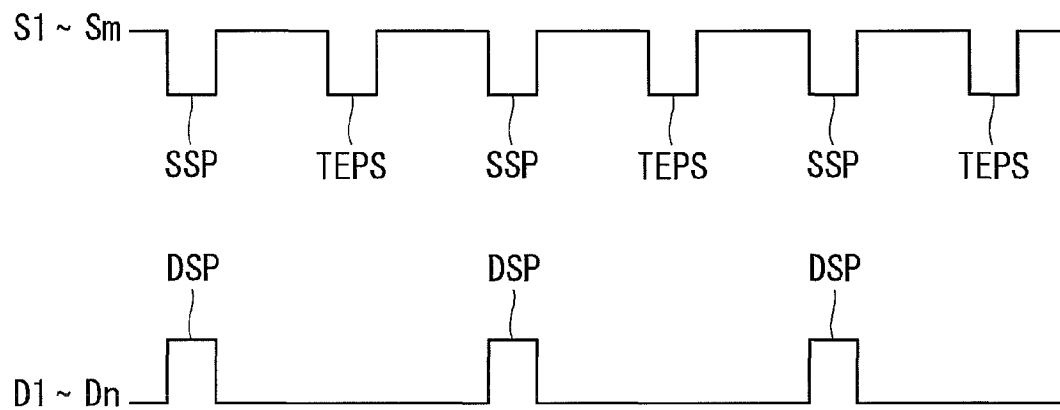 S1 ~ Sm
SSP TEPS SSP TEPS SSP TEPS
DSP DSP DSP
D1 ~ Dn